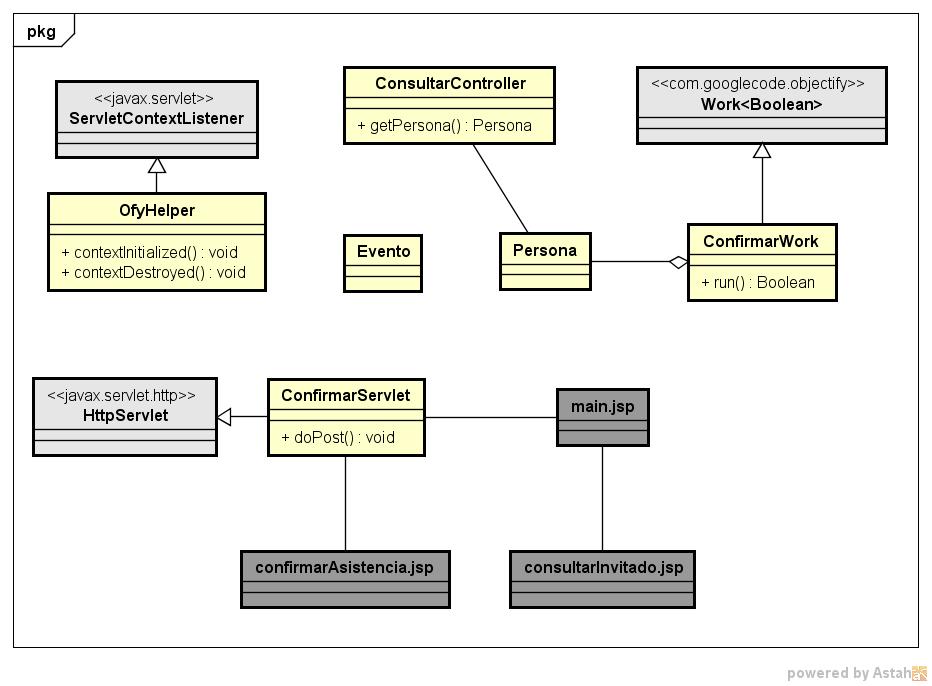 pkg
<<javax.servlet>>
ServletContextListener
OfyHelper
+ contextInitialized() : void
+ contextDestroyed() : void
ConsultarController
+ getPersona() : Persona
<<com.googlecode.objectify>>
Work<Boolean>
Evento
Persona
ConfirmarWork
+ run() : Boolean
<<javax.servlet.http>>
HttpServlet
ConfirmarServlet
+ doPost() : void
main.jsp
confirmarAsistencia.jsp
consultarInvitado.jsp
powered by Astah